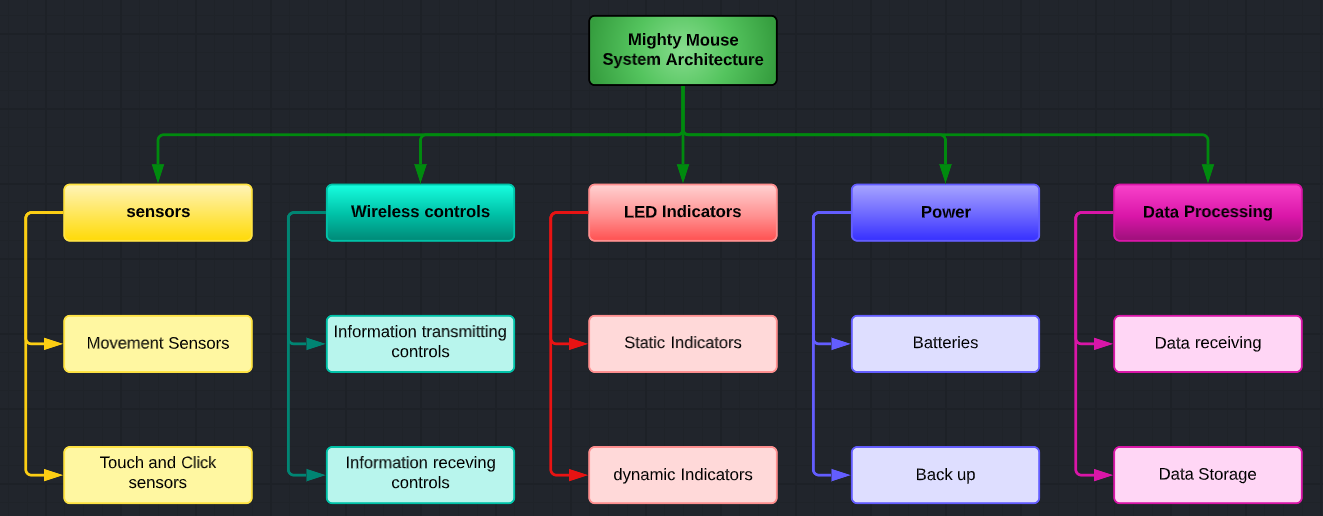 Mighty Mouse
System Architecture
sensors
Wireless controls
LED Indicators
Power
Data Processing
Movement Sensors
Information transmitting
controls
Static Indicators
Batteries
Data receiving
Touch and Click
sensors
Information receving
controls
dynamic Indicators
Back up
Data Storage